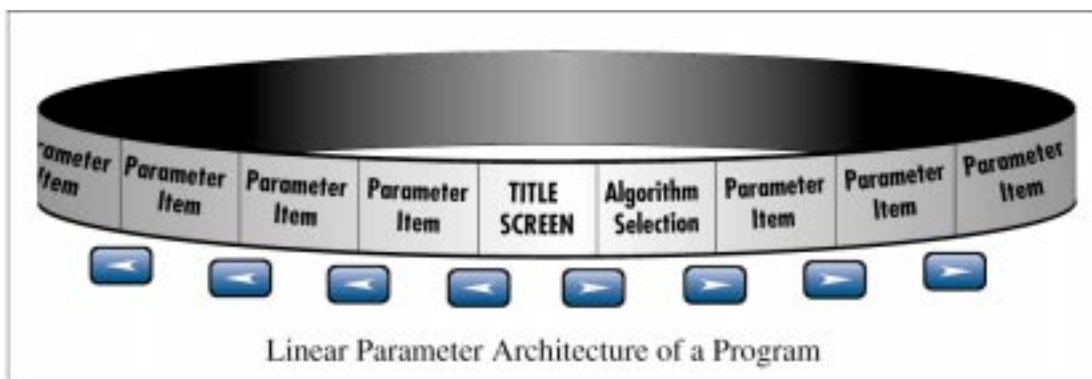 rameter
Item
Parameter
Item
Parameter
Item
Parameter
Item
TITLE
SCREEN
Algorithm
Selection
Parameter
Item
Parameter
Item
Parameter
Item
Linear Parameter Architecture of a Program